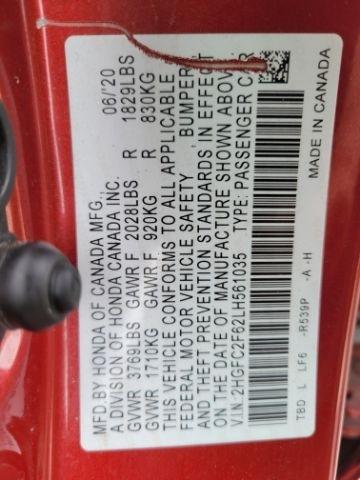 MFD.BY HONDA OF CANADA MFG., 06/'20
A DIVISION OF HONDA CANADA INC.
GVWR 3769LBS GAWR F 2028LBS R 1829LBS
GVWR 1710KG GAWR F 920KG R 830KG
THIS VEHICLE CONFORMS TO ALL APPLICABLE
FEDERAL MOTOR VEHICLE SAFETY, BUMPER,
AND THEFT PREVENTION STANDARDS IN EFFECT
ON THE DATE OF MANUFACTURE SHOWN ABOVE.
V.I.N.:2HGFC2F62LH561035 TYPE:PASSENGER CAR
TBD L LF6 -R539P -A -H MADE IN CANADA